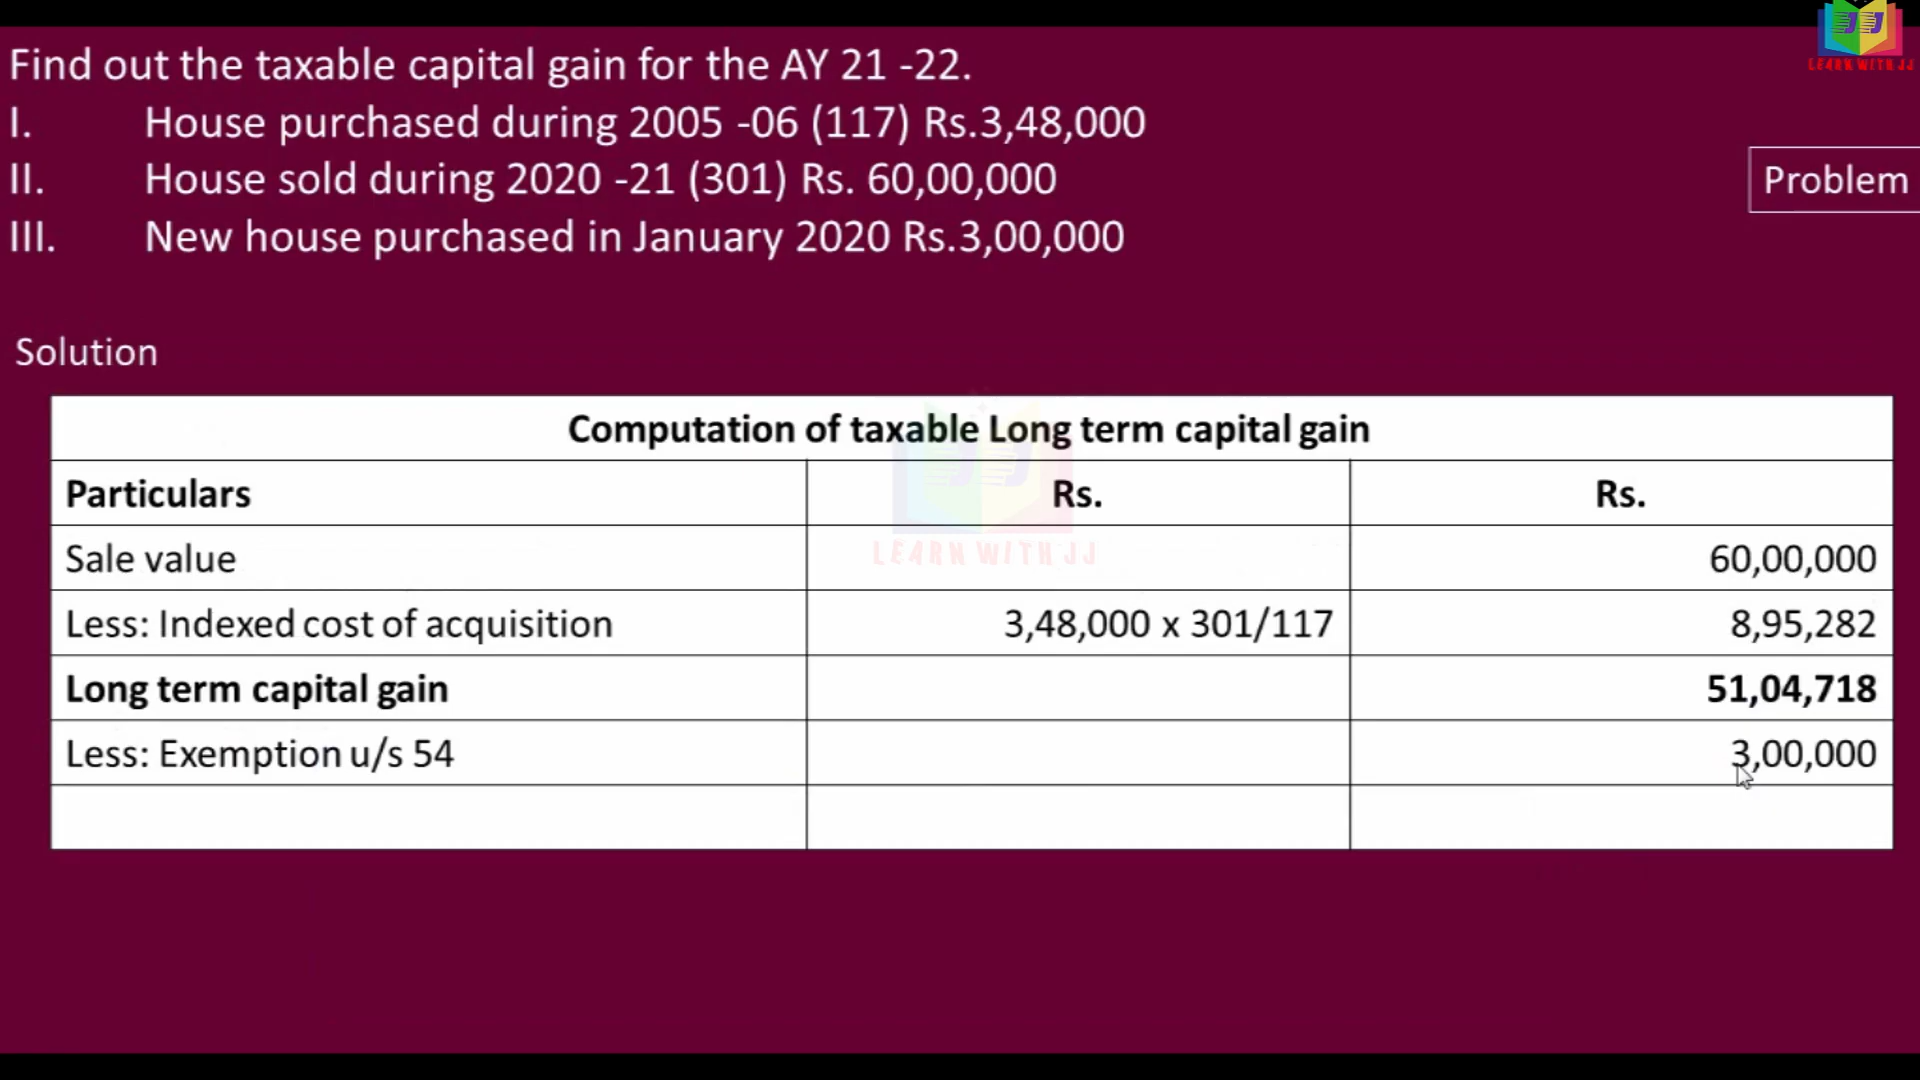 LEARN WITH JJ
Find out the taxable capital gain for the AY 21 -22.
I. House purchased during 2005 -06 (117) Rs.3,48,000
II. House sold during 2020 -21 (301) Rs. 60,00,000
III. New house purchased in January 2020 Rs.3,00,000
Problem
Solution
Computation of taxable Long term capital gain
Particulars Rs. Rs.
Sale value 60,00,000
LEARN WITH JJ
Less: Indexed cost of acquisition 3,48,000 x 301/117 8,95,282
Long term capital gain 51,04,718
Less: Exemption u/s 54 3,00,000